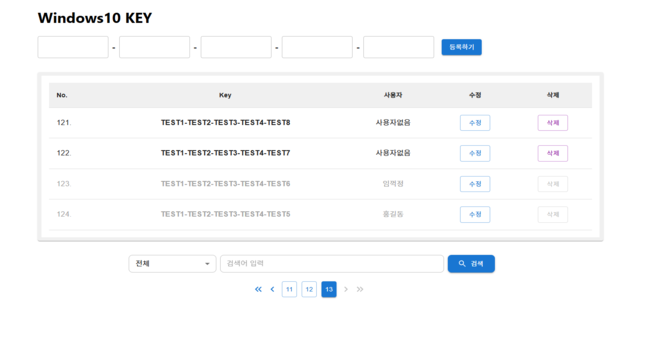 Windows10 KEY
- - - - 등록하기
No. Key 사용자 수정 삭제
121. TEST1-TEST2-TEST3-TEST4-TEST8 사용자없음 수정 삭제
122. TEST1-TEST2-TEST3-TEST4-TEST7 사용자없음 수정 삭제
123. TEST1-TEST2-TEST3-TEST4-TEST6 임꺽정 수정 삭제
124. TEST1-TEST2-TEST3-TEST4-TEST5 홍길동 수정 삭제
전체 검색어 입력 검색
11 12 13